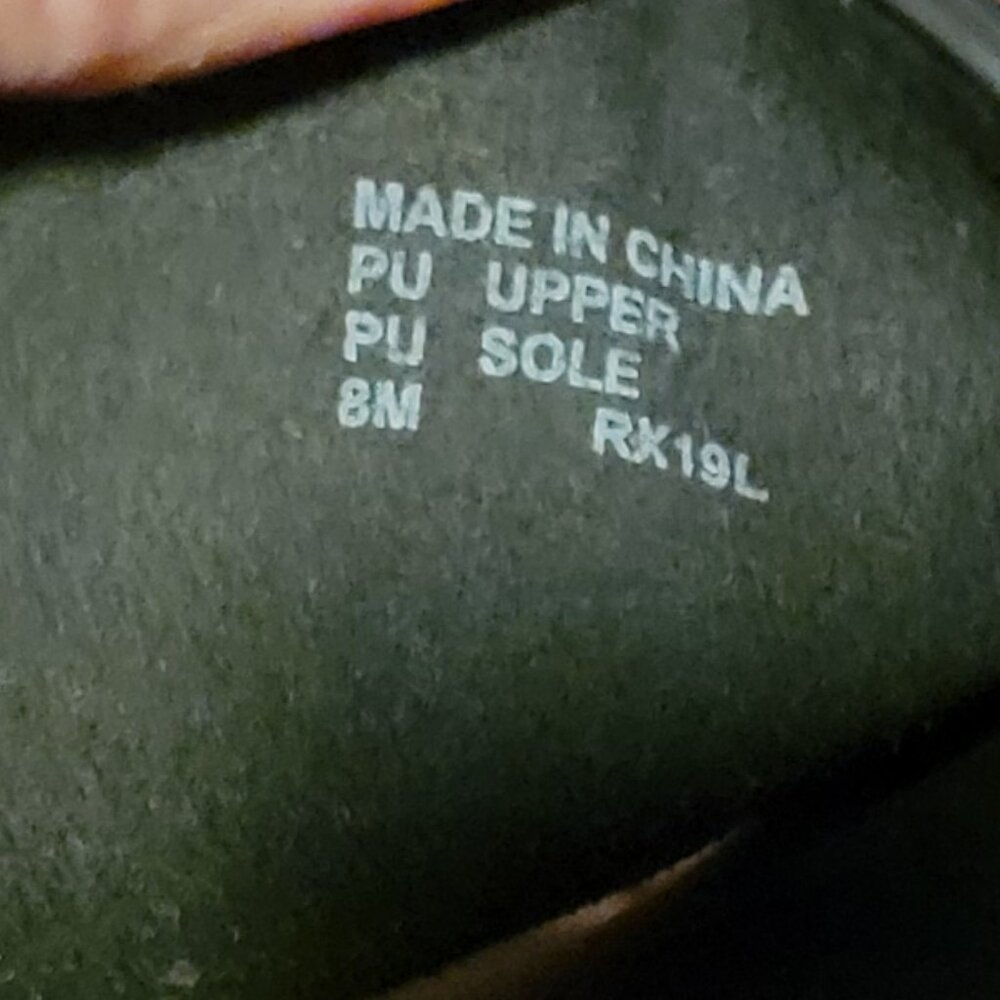 MADE IN CHINA
PU UPPER
PU SOLE
8M RX19L